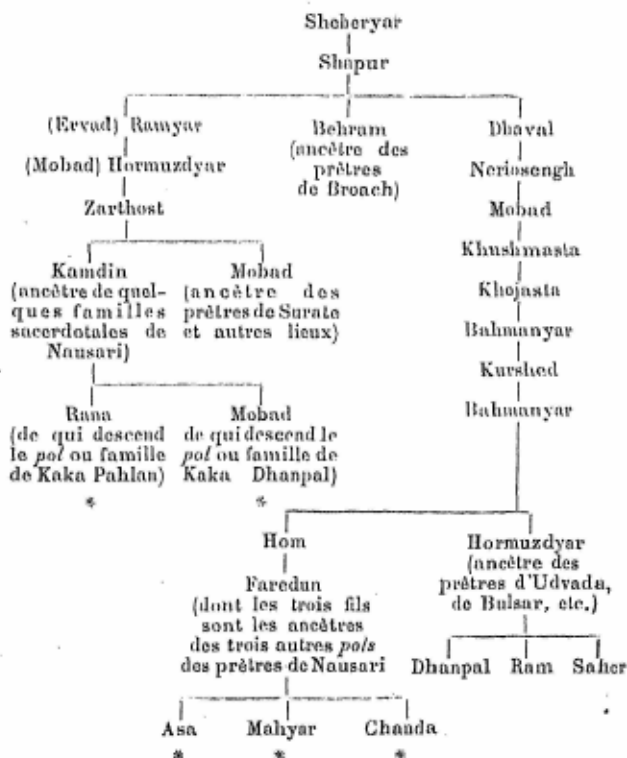 Sheheryar
Shapur
(Ervad) Ramyar
Behram
(ancêtre des
prêtres
de Broach)
Dhaval
(Mobad) Hormuzdyar
Neriosengh
Zarthost
Mobad
Khushmasta
Kamdin
(ancêtre de quel-
ques familles
sacerdotales de
Nausari)
Mobad
(ancêtre des
prêtres de Surate
et autres lieux)
Khojasta
Bahmanyar
Kurshed
Rana
(de qui descend
le pol ou famille
de Kaka Pahlan)
*
Mobad
de qui descend le
pol ou famille de
Kaka Dhanpal)
*
Bahmanyar
Hom
Faredun
(dont les trois fils
sont les ancêtres
des trois autres pols
des prêtres de Nausari
Hormuzdyar
(ancêtre des
prêtres d'Udvada,
de Bulsar, etc.)
Dhanpal Ram Saher
Asa Mahyar Chanda
* * *